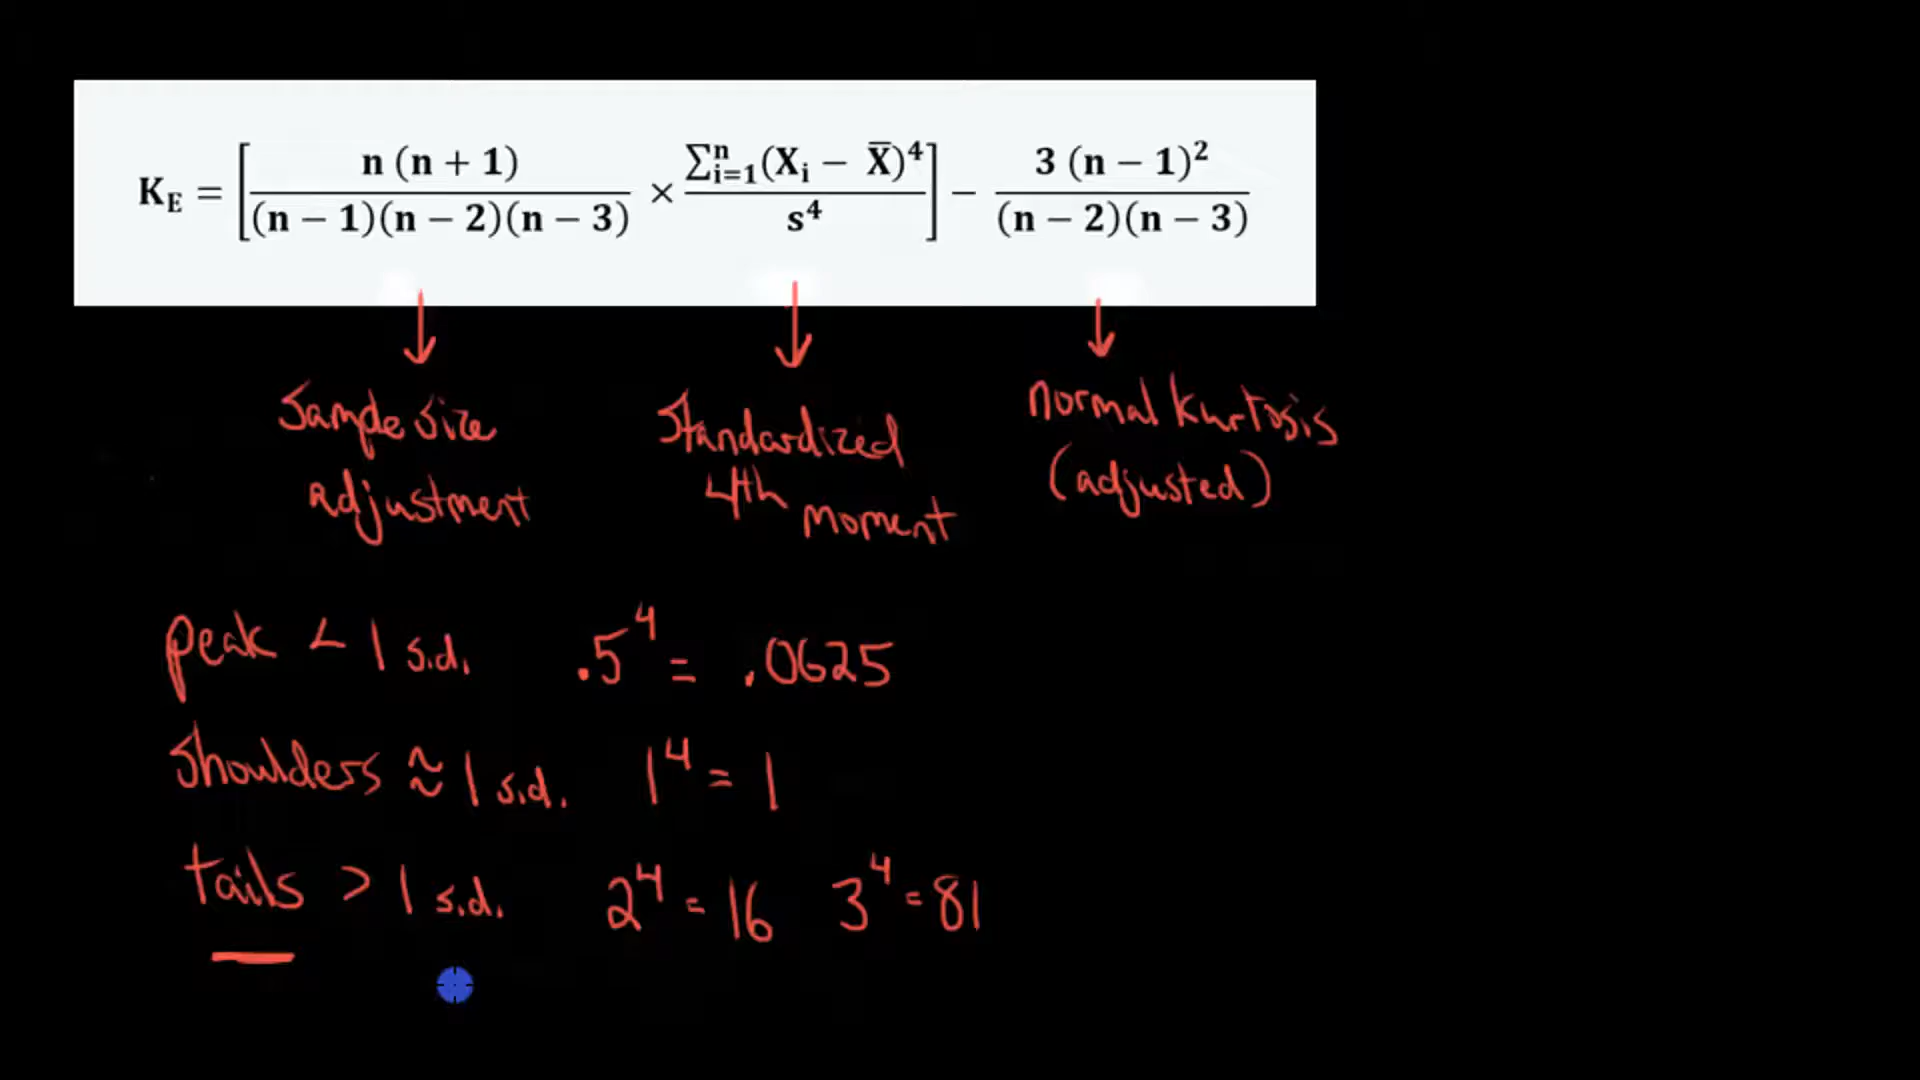 K_E = [ n (n + 1) / (n − 1)(n − 2)(n − 3) × ∑ⁿᵢ₌₁(Xᵢ − X̄)⁴ / s⁴ ] − 3 (n − 1)² / (n − 2)(n − 3)
Sample size adjustment
Standardized 4th moment
normal kurtosis (adjusted)
peak < 1 s.d. .5⁴ = .0625
Shoulders ≈ 1 s.d. 1⁴ = 1
tails > 1 s.d. 2⁴ = 16 3⁴ = 81